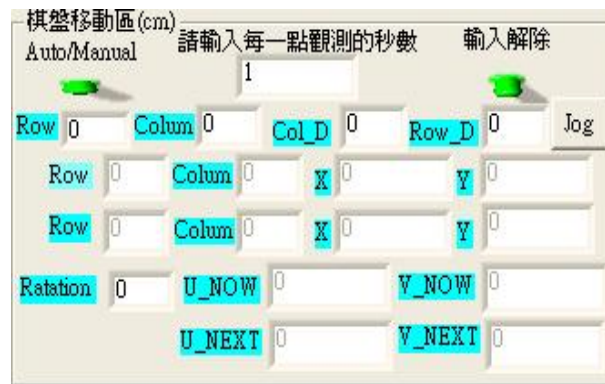 棋盤移動區(cm)
Auto/Manual 請輸入每一點觀測的秒數 輸入解除
1
Row 0 Colum 0 Col_D 0 Row_D 0 Jog
Row 0 Colum 0 X 0 Y 0
Row 0 Colum 0 X 0 Y 0
Ratation 0 U_NOW 0 V_NOW 0
U_NEXT 0 V_NEXT 0